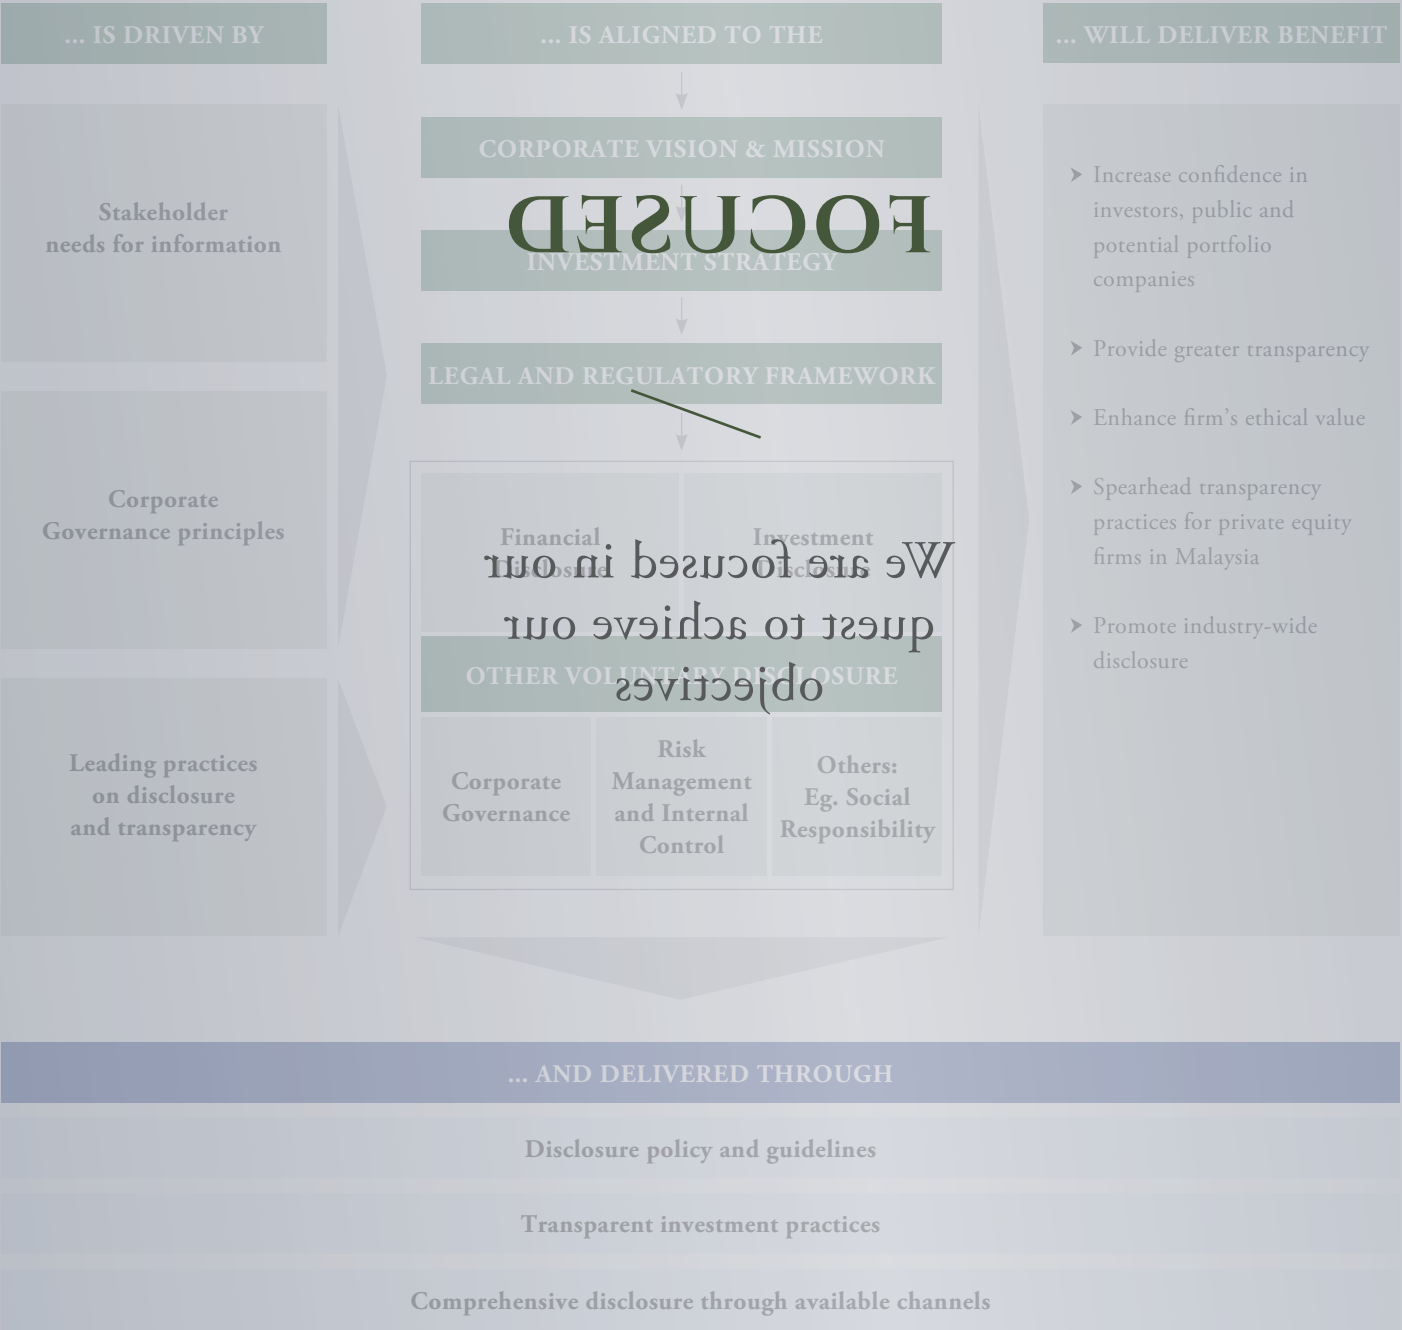 ... IS DRIVEN BY
Stakeholder
needs for information
Corporate
Governance principles
Leading practices
on disclosure
and transparency
... IS ALIGNED TO THE
CORPORATE VISION & MISSION
FOCUSED
INVESTMENT STRATEGY
LEGAL AND REGULATORY FRAMEWORK
Financial
Disclosure
Investment
Disclosure
We are focused in our
quest to achieve our
objectives
OTHER VOLUNTARY DISCLOSURE
Corporate
Governance
Risk
Management
and Internal
Control
Others:
Eg. Social
Responsibility
... WILL DELIVER BENEFIT
Increase confidence in
investors, public and
potential portfolio
companies
Provide greater transparency
Enhance firm’s ethical value
Spearhead transparency
practices for private equity
firms in Malaysia
Promote industry-wide
disclosure
... AND DELIVERED THROUGH
Disclosure policy and guidelines
Transparent investment practices
Comprehensive disclosure through available channels